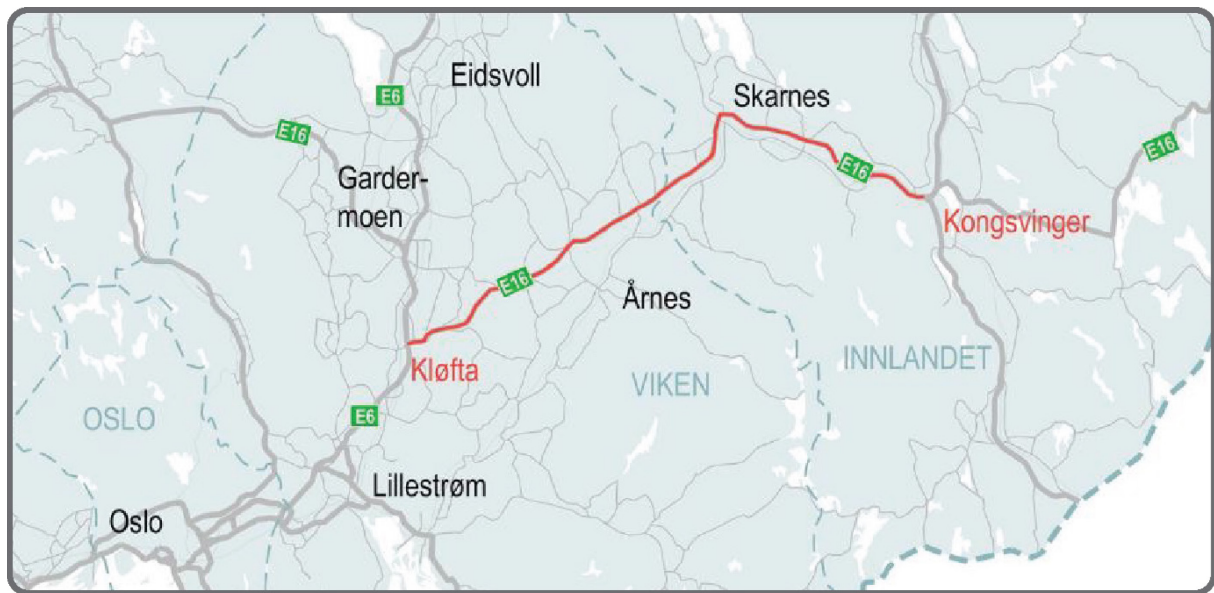 Eidsvoll
E6
Skarnes
E16
E16
E16
Garder-
moen
Kongsvinger
E16
Årnes
Kløfta
INNLANDET
VIKEN
E6
OSLO
Lillestrøm
Oslo